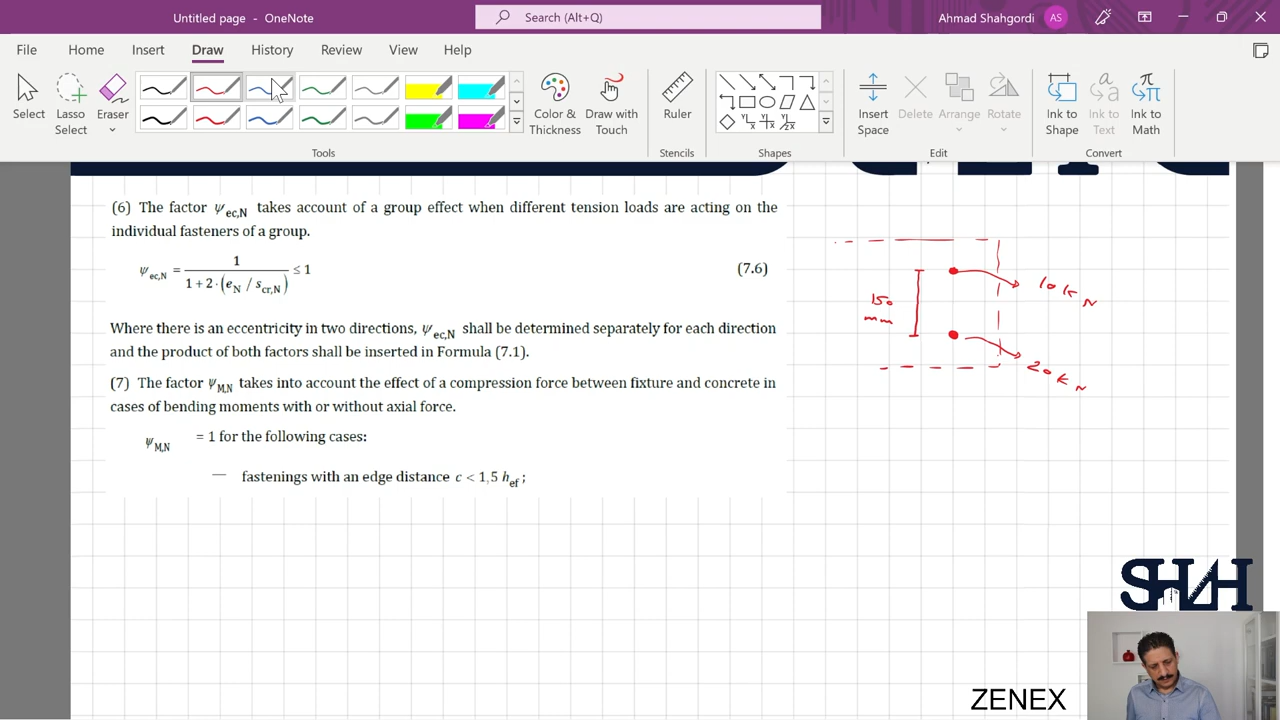 Untitled page - OneNote
Search (Alt+Q)
Ahmad Shahgordi
AS
File Home Insert Draw History Review View Help
Select
Lasso Select
Eraser
Color & Thickness
Draw with Touch
Ruler
Insert Space
Delete
Arrange
Rotate
Ink to Shape
Ink to Text
Ink to Math
Tools
Stencils
Shapes
Edit
Convert
(6) The factor ψec,N takes account of a group effect when different tension loads are acting on the
individual fasteners of a group.
ψec,N = 1 / (1 + 2 · (eN / scr,N)) ≤ 1 (7.6)
Where there is an eccentricity in two directions, ψec,N shall be determined separately for each direction
and the product of both factors shall be inserted in Formula (7.1).
(7) The factor ψM,N takes into account the effect of a compression force between fixture and concrete in
cases of bending moments with or without axial force.
ψM,N = 1 for the following cases:
— fastenings with an edge distance c < 1,5 hef ;
150
mm
10 kN
20 kN
SHAH
ZENEX